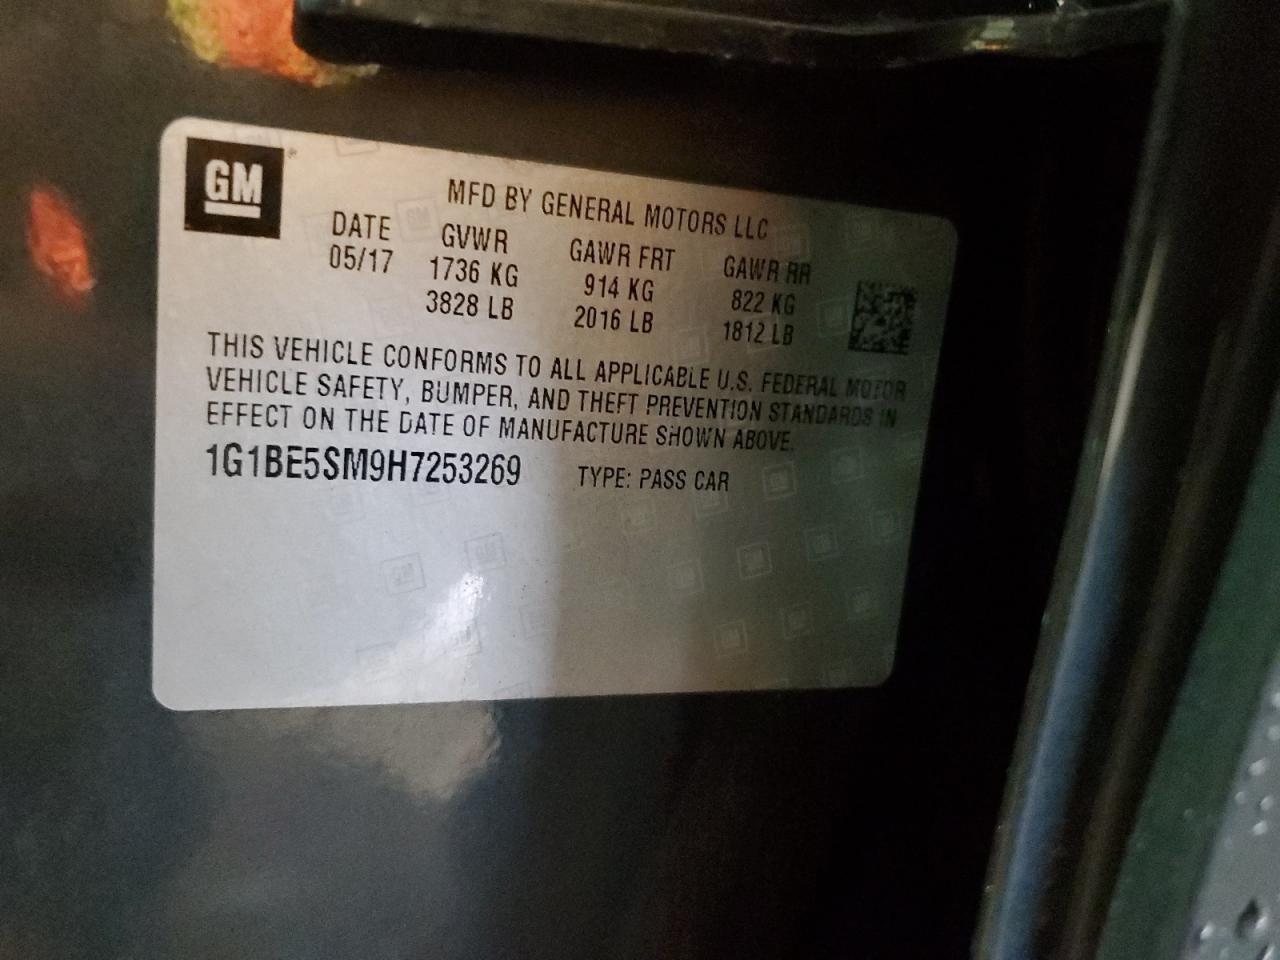 GM
MFD BY GENERAL MOTORS LLC
DATE GVWR GAWR FRT GAWR RR
05/17 1736 KG 914 KG 822 KG
3828 LB 2016 LB 1812 LB
THIS VEHICLE CONFORMS TO ALL APPLICABLE U.S. FEDERAL MOTOR
VEHICLE SAFETY, BUMPER, AND THEFT PREVENTION STANDARDS IN
EFFECT ON THE DATE OF MANUFACTURE SHOWN ABOVE.
1G1BE5SM9H7253269 TYPE: PASS CAR